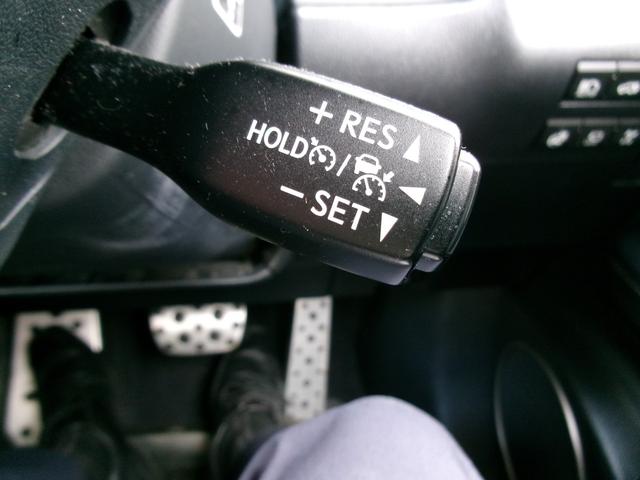 + RES
HOLD /
− SET